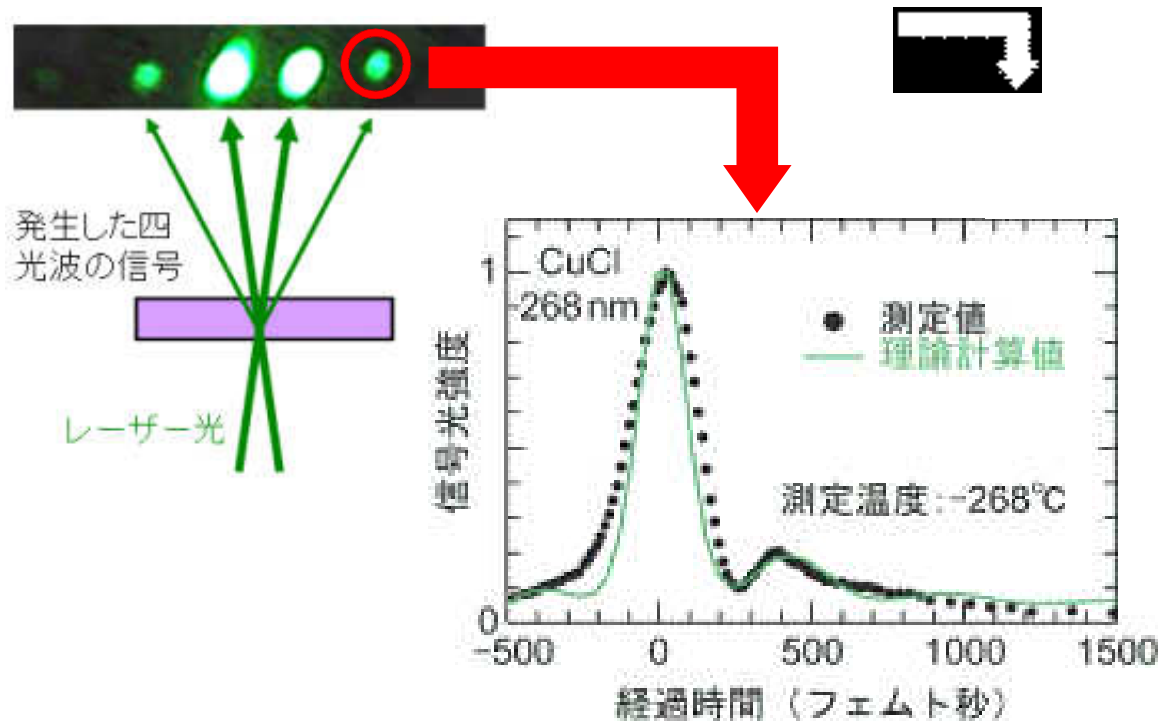 発生した四
光波の信号
レーザー光
CuCl
268 nm
測定値
理論計算値
測定温度:-268℃
信号光強度
1
0
-500
0
500
1000
1500
経過時間（フェムト秒）